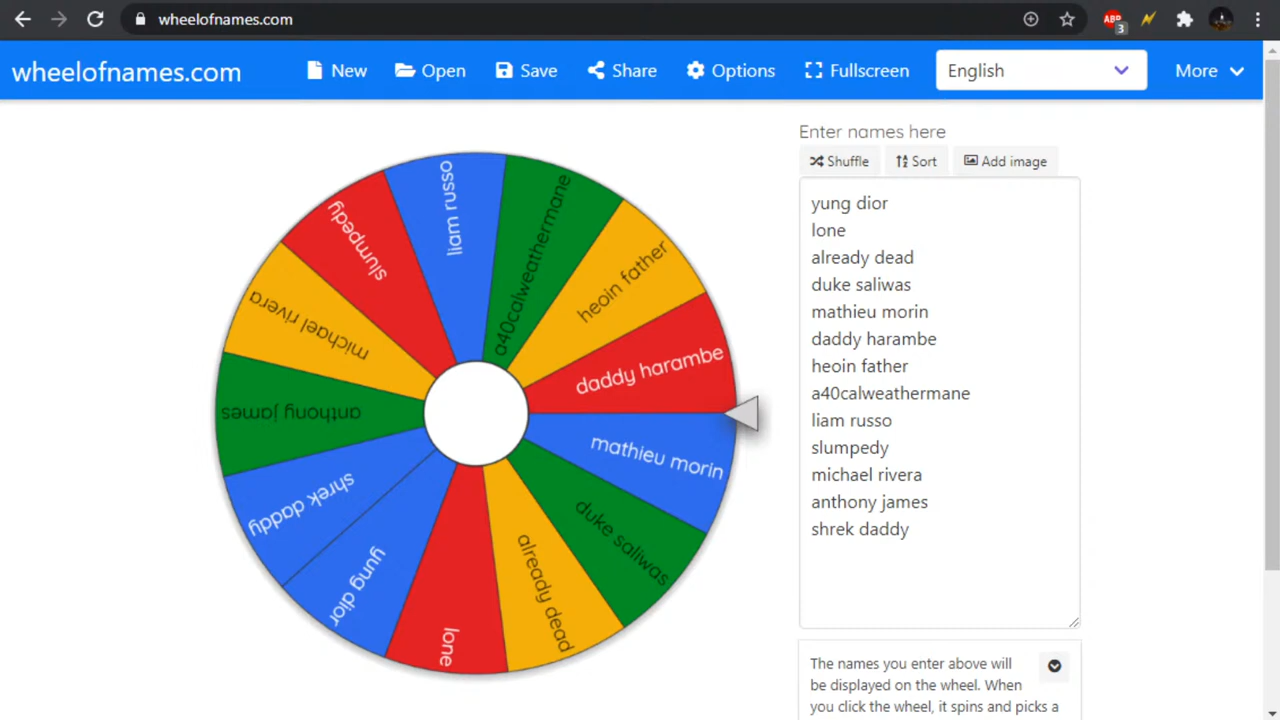 wheelofnames.com
ABP
3
wheelofnames.com
New
Open
Save
Share
Options
Fullscreen
English
More
Enter names here
Shuffle
Sort
Add image
yung dior
lone
already dead
duke saliwas
mathieu morin
daddy harambe
heoin father
a40calweathermane
liam russo
slumpedy
michael rivera
anthony james
shrek daddy
liam russo
a40calweathermane
heoin father
daddy harambe
mathieu morin
duke saliwas
already dead
lone
yung dior
shrek daddy
anthony james
michael rivera
slumpedy
The names you enter above will
be displayed on the wheel. When
you click the wheel, it spins and picks a